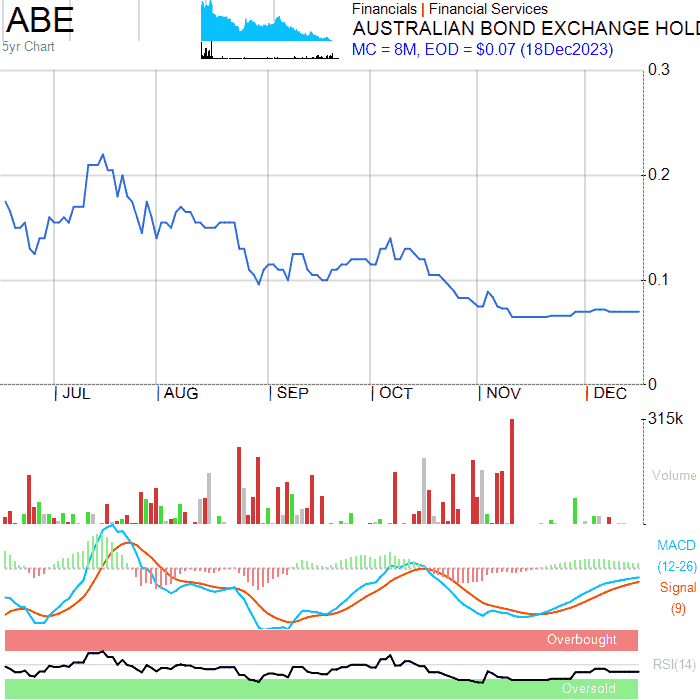 ABE
5yr Chart
Financials | Financial Services
AUSTRALIAN BOND EXCHANGE HOLD
MC = 8M, EOD = $0.07 (18Dec2023)
0.3
0.2
0.1
0
| JUL | AUG | SEP | OCT | NOV | DEC
315k
Volume
MACD
(12-26)
Signal
(9)
Overbought
RSI(14)
Oversold